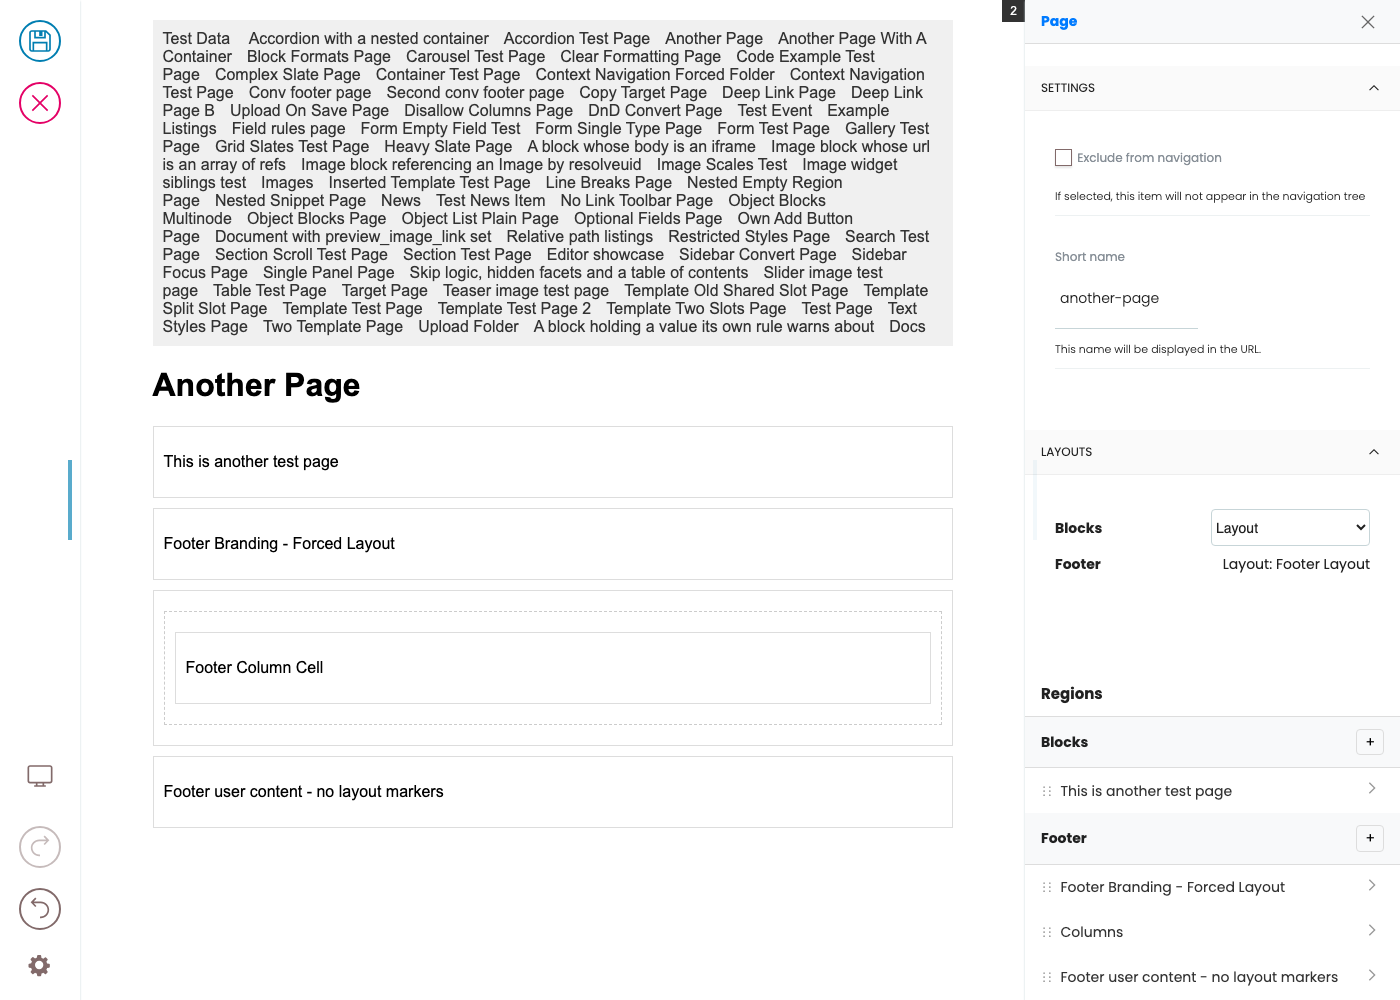 2
Page
Test Data Accordion with a nested container Accordion Test Page Another Page Another Page With A
Container Block Formats Page Carousel Test Page Clear Formatting Page Code Example Test
Page Complex Slate Page Container Test Page Context Navigation Forced Folder Context Navigation
Test Page Conv footer page Second conv footer page Copy Target Page Deep Link Page Deep Link
Page B Upload On Save Page Disallow Columns Page DnD Convert Page Test Event Example
Listings Field rules page Form Empty Field Test Form Single Type Page Form Test Page Gallery Test
Page Grid Slates Test Page Heavy Slate Page A block whose body is an iframe Image block whose url
is an array of refs Image block referencing an Image by resolveuid Image Scales Test Image widget
siblings test Images Inserted Template Test Page Line Breaks Page Nested Empty Region
Page Nested Snippet Page News Test News Item No Link Toolbar Page Object Blocks
Multinode Object Blocks Page Object List Plain Page Optional Fields Page Own Add Button
Page Document with preview_image_link set Relative path listings Restricted Styles Page Search Test
Page Section Scroll Test Page Section Test Page Editor showcase Sidebar Convert Page Sidebar
Focus Page Single Panel Page Skip logic, hidden facets and a table of contents Slider image test
page Table Test Page Target Page Teaser image test page Template Old Shared Slot Page Template
Split Slot Page Template Test Page Template Test Page 2 Template Two Slots Page Test Page Text
Styles Page Two Template Page Upload Folder A block holding a value its own rule warns about Docs
Another Page
This is another test page
Footer Branding - Forced Layout
Footer Column Cell
Footer user content - no layout markers
SETTINGS
Exclude from navigation
If selected, this item will not appear in the navigation tree
Short name
another-page
This name will be displayed in the URL.
LAYOUTS
Blocks Layout
Footer Layout: Footer Layout
Regions
Blocks +
This is another test page
Footer +
Footer Branding - Forced Layout
Columns
Footer user content - no layout markers